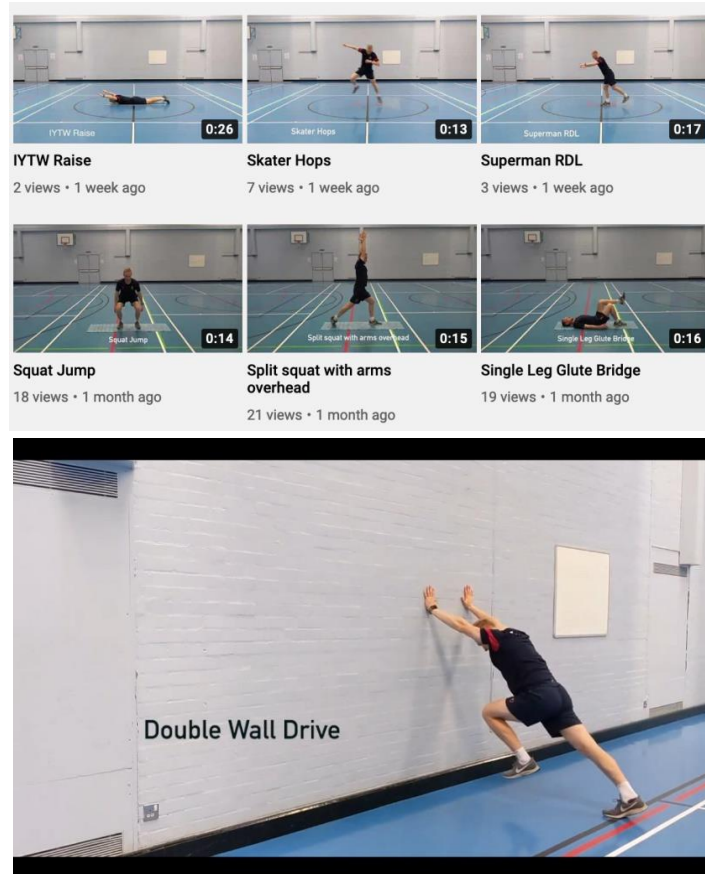 IYTW Raise
0:26
Skater Hops
0:13
Superman RDL
0:17
IYTW Raise
Skater Hops
Superman RDL
2 views • 1 week ago
7 views • 1 week ago
3 views • 1 week ago
Squat Jump
0:14
Split squat with arms overhead
0:15
Single Leg Glute Bridge
0:16
Squat Jump
Split squat with arms
overhead
Single Leg Glute Bridge
18 views • 1 month ago
21 views • 1 month ago
19 views • 1 month ago
Double Wall Drive